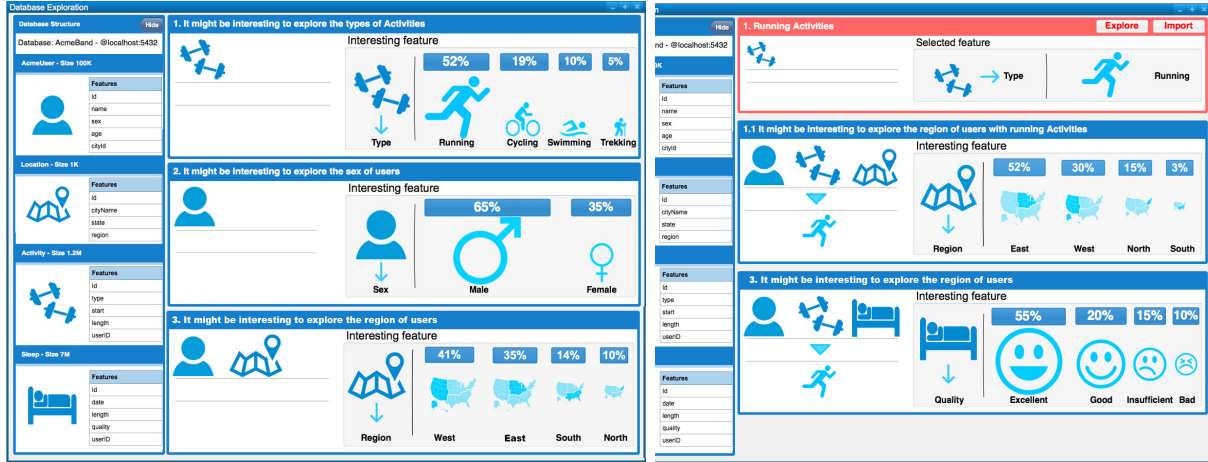 Database Exploration
Database Structure
Hide
Database: AcmeBand - @localhost:5432
AcmeUser - Size 100K
Features
Id
name
sex
age
cityId
Location - Size 1K
Features
Id
cityName
state
region
Activity - Size 1.2M
Features
Id
type
start
length
userID
Sleep - Size 7M
Features
Id
date
length
quality
userID
1. It might be interesting to explore the types of Activities
Interesting feature
52% 19% 10% 5%
Type Running Cycling Swimming Trekking
2. It might be interesting to explore the sex of users
Interesting feature
65% 35%
Sex Male Female
3. It might be interesting to explore the region of users
Interesting feature
41% 35% 14% 10%
Region West East South North
on
Hide
nd - @localhost:5432
0K
Features
Id
name
sex
age
cityId
Features
Id
cityName
state
region
Features
Id
type
start
length
userID
Features
Id
date
length
quality
userID
1. Running Activities Explore Import
Selected feature
Type Running
1.1 It might be interesting to explore the region of users with running Activities
Interesting feature
52% 30% 15% 3%
Region East West North South
3. It might be interesting to explore the region of users
Interesting feature
55% 20% 15% 10%
Quality Excellent Good Insufficient Bad